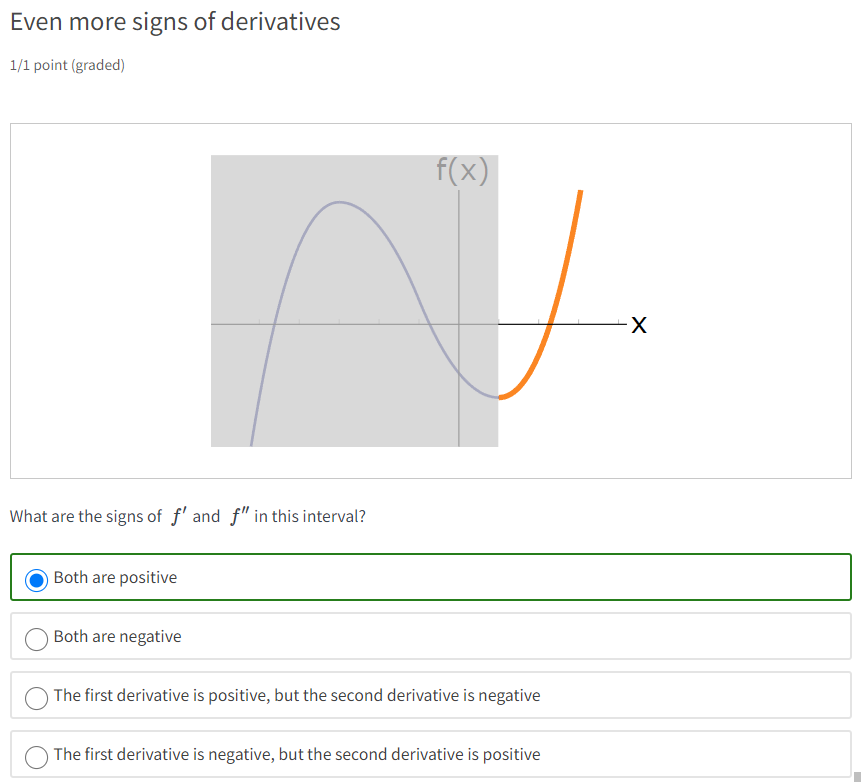 Even more signs of derivatives
1/1 point (graded)
f(x)
x
What are the signs of f′ and f″ in this interval?
Both are positive
Both are negative
The first derivative is positive, but the second derivative is negative
The first derivative is negative, but the second derivative is positive